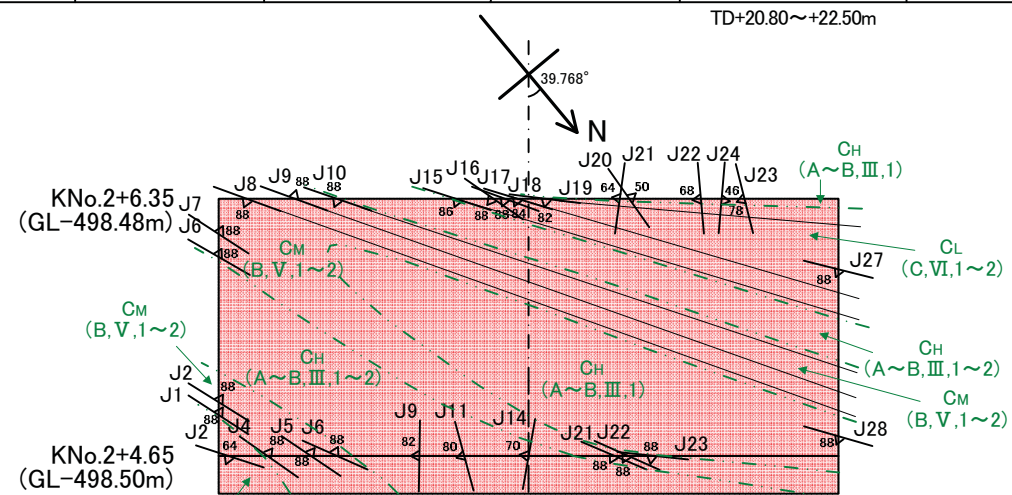 TD+20.80～+22.50m
39.768°
N
J20 J21 J22 J24 J23
CH
(A～B,Ⅲ,1)
J8 J9 88 J10 J15 J16 J17 J18 J19
KNo.2+6.35
(GL-498.48m)
88 88 86 88 88 84 82 64 50 68 46 78
J7
J6
88
88
CM
(B,Ⅴ,1～2)
CL
(C,Ⅵ,1～2)
J27
88
CM
(B,Ⅴ,1～2)
CH
(A～B,Ⅲ,1～2)
CH
(A～B,Ⅲ,1)
CH
(A～B,Ⅲ,1～2)
CM
(B,Ⅴ,1～2)
J2
J1
88
88
J28
88
J2 J4 J5 J6 J9 J11 J14 J21 J22 J23
KNo.2+4.65
(GL-498.50m)
64 88 88 88 82 80 70 88 88 88